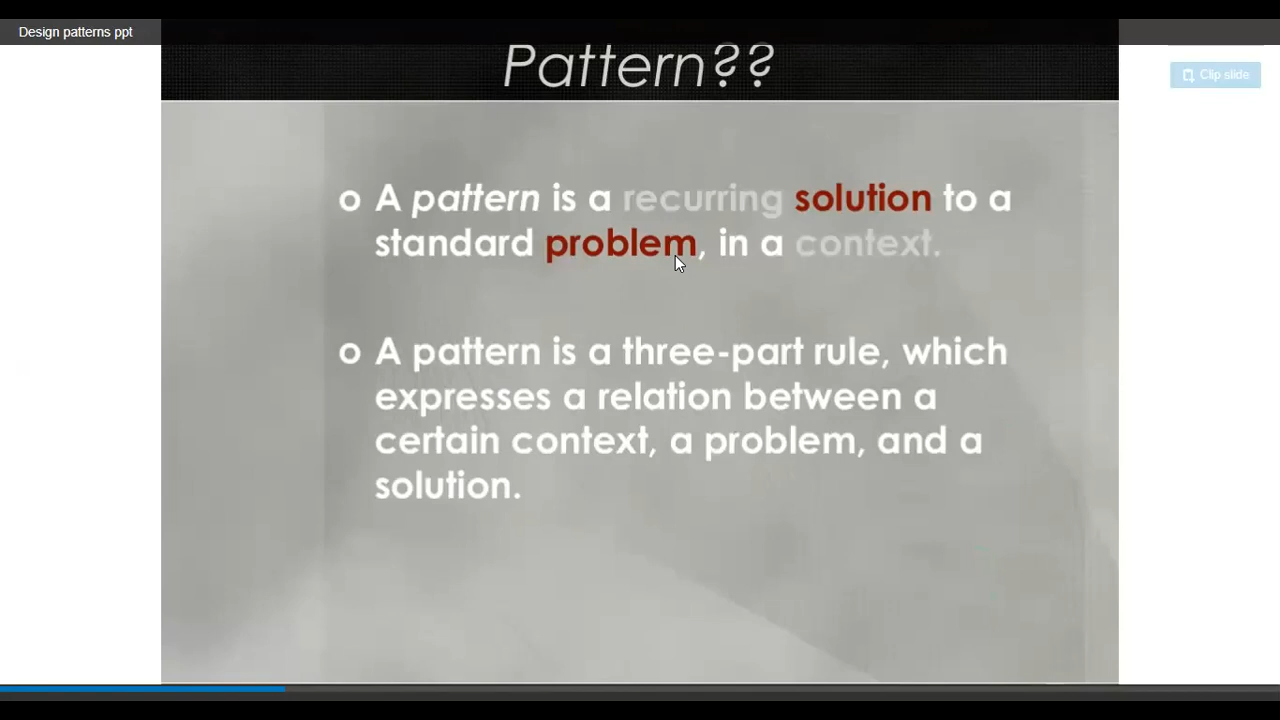 Design patterns ppt
Pattern??
Clip slide
o A pattern is a recurring solution to a
standard problem, in a context.
o A pattern is a three-part rule, which
expresses a relation between a
certain context, a problem, and a
solution.